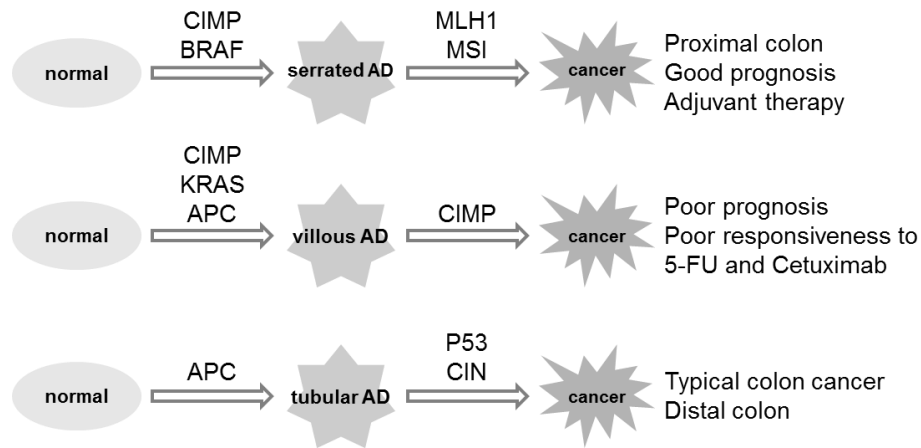 CIMP
BRAF
MLH1
MSI
normal
serrated AD
cancer
Proximal colon
Good prognosis
Adjuvant therapy
CIMP
KRAS
APC
CIMP
normal
villous AD
cancer
Poor prognosis
Poor responsiveness to
5-FU and Cetuximab
APC
P53
CIN
normal
tubular AD
cancer
Typical colon cancer
Distal colon